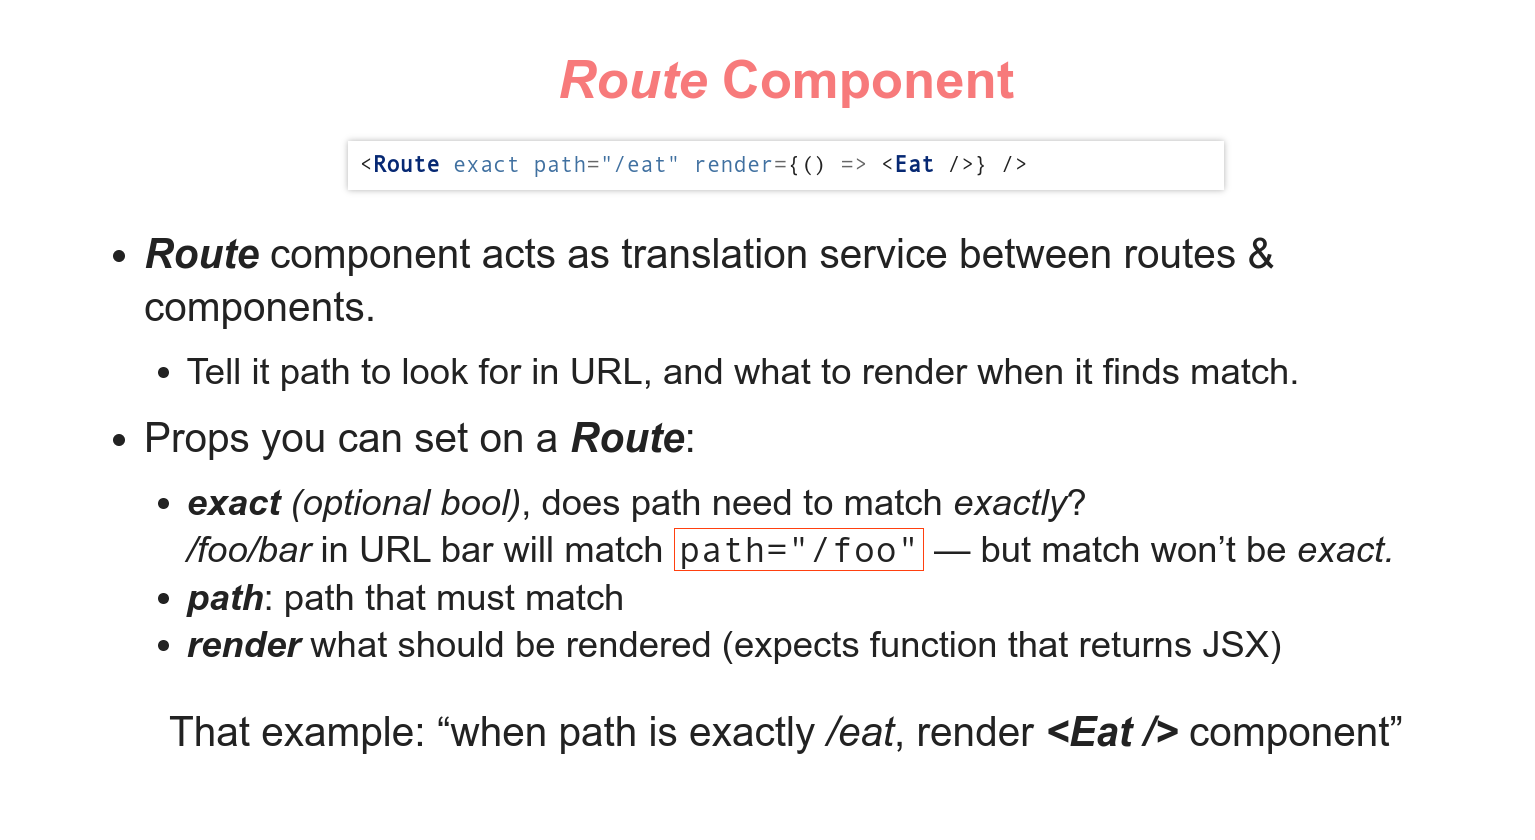 Route Component
<Route exact path="/eat" render={() => <Eat />} />
• Route component acts as translation service between routes &
components.
• Tell it path to look for in URL, and what to render when it finds match.
• Props you can set on a Route:
• exact (optional bool), does path need to match exactly?
/foo/bar in URL bar will match path="/foo" — but match won’t be exact.
• path: path that must match
• render what should be rendered (expects function that returns JSX)
That example: “when path is exactly /eat, render <Eat /> component”